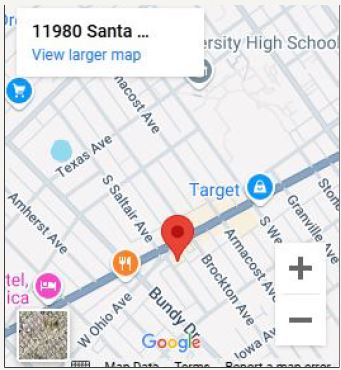 11980 Santa ...
View larger map
ersity High School
macost Ave
Texas Ave
Target
S Saltair Ave
Amherst Ave
Granville Ave
Stone
S We
Armacost Ave
Brockton Ave
tel,
ica
Bundy Dr
W Ohio Ave
Iowa Av
Google
Map Data
Terms
Report a map error